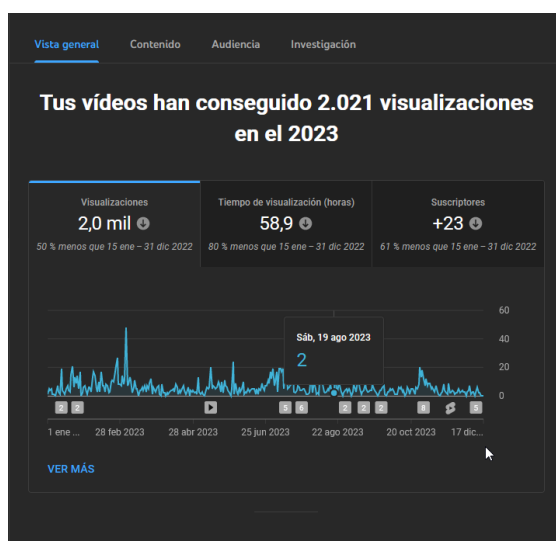 Vista general Contenido Audiencia Investigación
Tus vídeos han conseguido 2.021 visualizaciones
en el 2023
Visualizaciones
2,0 mil
50 % menos que 15 ene – 31 dic 2022
Tiempo de visualización (horas)
58,9
80 % menos que 15 ene – 31 dic 2022
Suscriptores
+23
61 % menos que 15 ene – 31 dic 2022
60
40
20
0
Sáb, 19 ago 2023
2
2 2 5 6 2 2 2 8 5
1 ene ... 28 feb 2023 28 abr 2023 25 jun 2023 22 ago 2023 20 oct 2023 17 dic...
VER MÁS